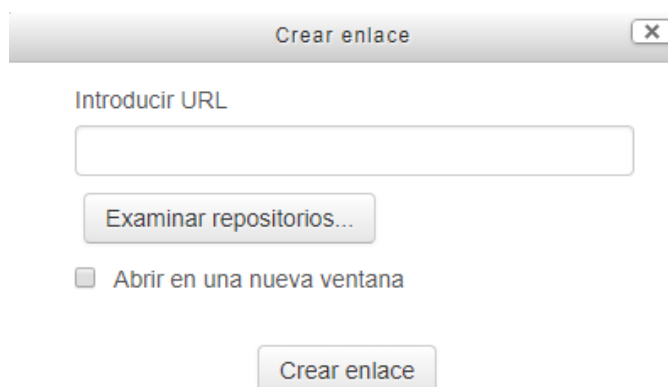 Crear enlace
Introducir URL
Examinar repositorios...
Abrir en una nueva ventana
Crear enlace